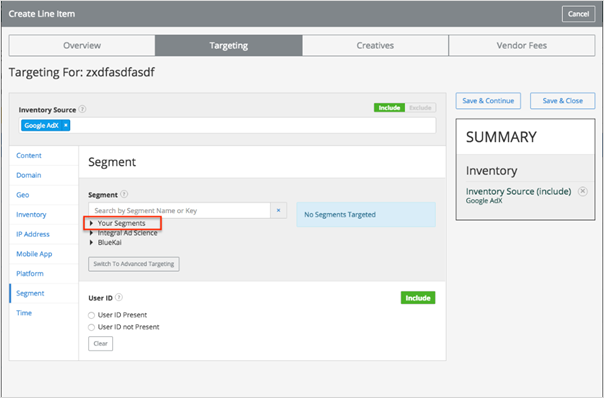 Create Line Item
Cancel
Overview
Targeting
Creatives
Vendor Fees
Targeting For: zxdfasdfasdf
Inventory Source ?
Include Exclude
Google AdX ×
Save & Continue
Save & Close
Content
Domain
Geo
Inventory
IP Address
Mobile App
Platform
Segment
Time
Segment
Segment ?
Search by Segment Name or Key ×
Your Segments
Integral Ad Science
BlueKai
No Segments Targeted
Switch To Advanced Targeting
User ID ?
Include
User ID Present
User ID not Present
Clear
SUMMARY
Inventory
Inventory Source (include)
Google AdX